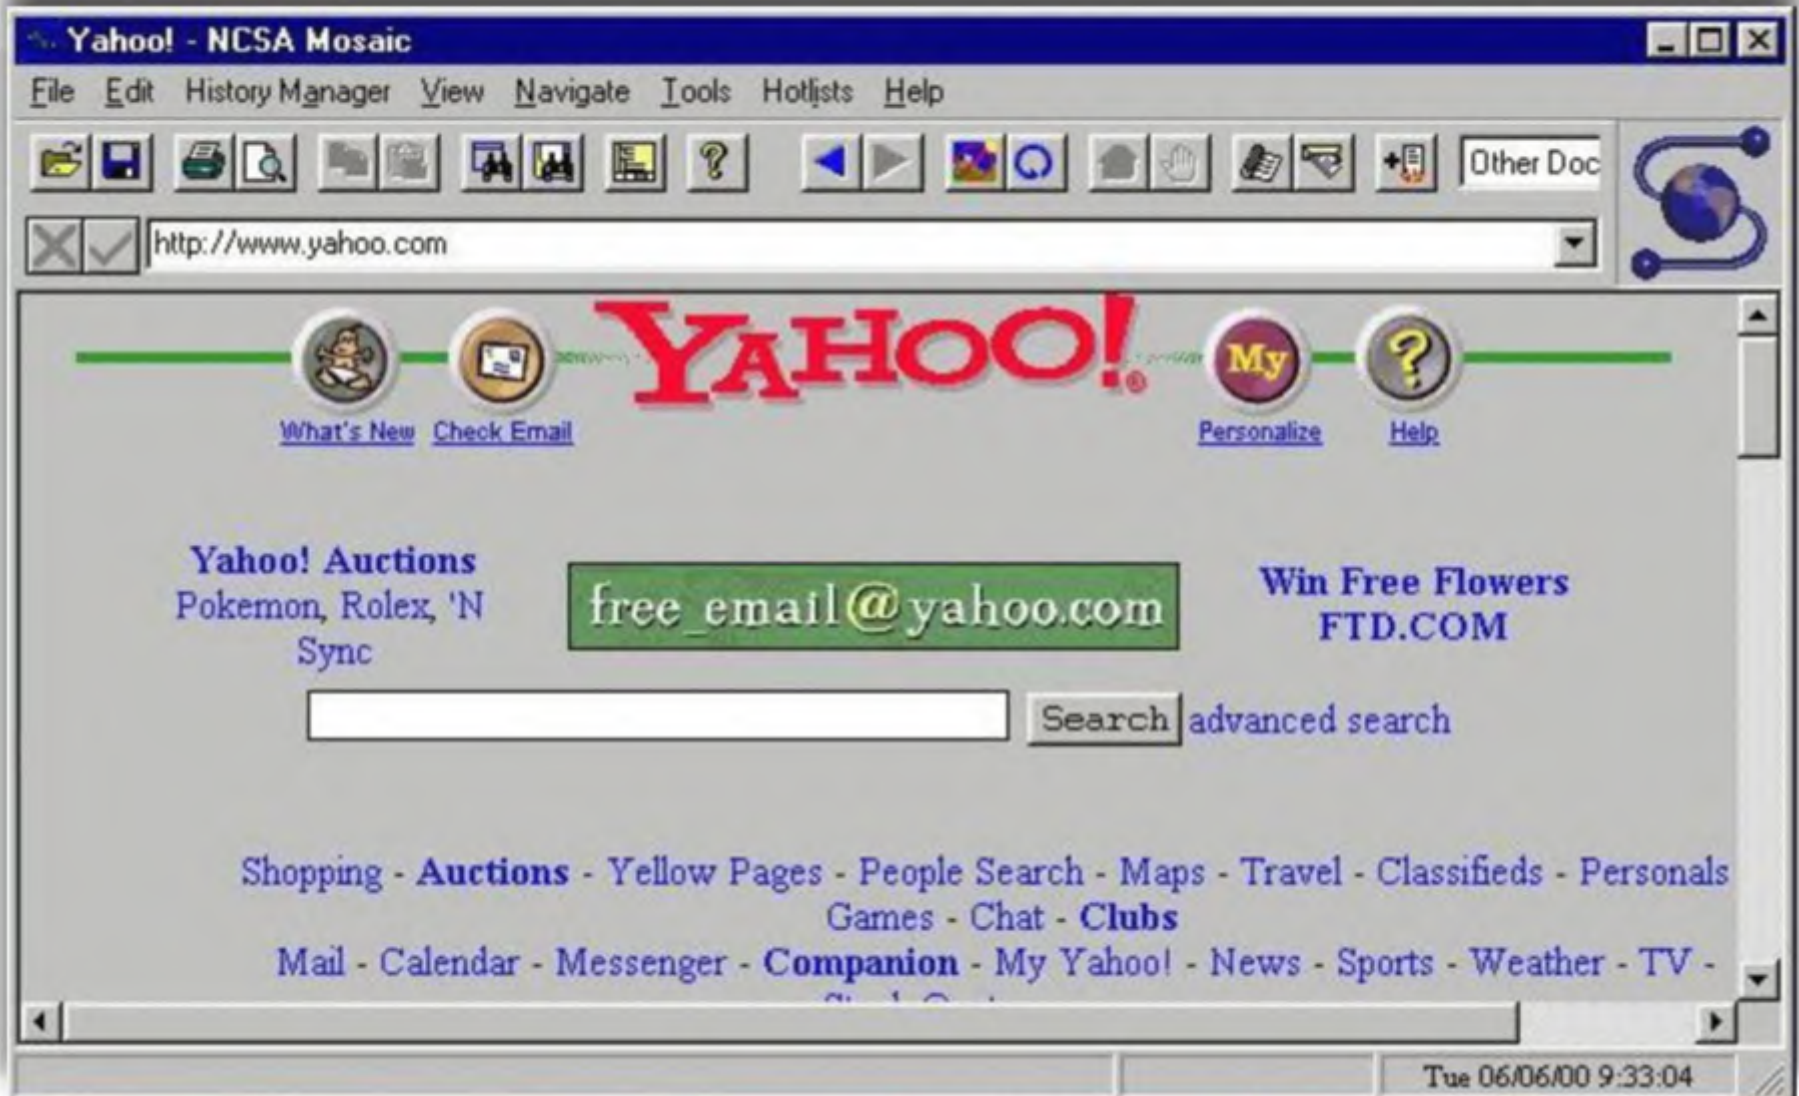 Yahoo! - NCSA Mosaic
File Edit History Manager View Navigate Tools Hotlists Help
Other Doc
http://www.yahoo.com
YAHOO!®
My
What's New Check Email Personalize Help
Yahoo! Auctions
Pokemon, Rolex, 'N
Sync
free_email@yahoo.com
Win Free Flowers
FTD.COM
Search advanced search
Shopping - Auctions - Yellow Pages - People Search - Maps - Travel - Classifieds - Personals
Games - Chat - Clubs
Mail - Calendar - Messenger - Companion - My Yahoo! - News - Sports - Weather - TV -
Tue 06/06/00 9:33:04